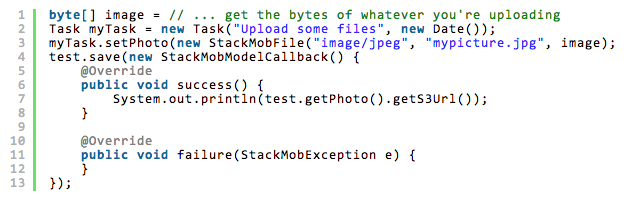 1 byte[] image = // ... get the bytes of whatever you're uploading
2 Task myTask = new Task("Upload some files", new Date());
3 myTask.setPhoto(new StackMobFile("image/jpeg", "mypicture.jpg", image);
4 test.save(new StackMobModelCallback() {
5     @Override
6     public void success() {
7         System.out.println(test.getPhoto().getS3Url());
8     }
9
10     @Override
11     public void failure(StackMobException e) {
12     }
13 });